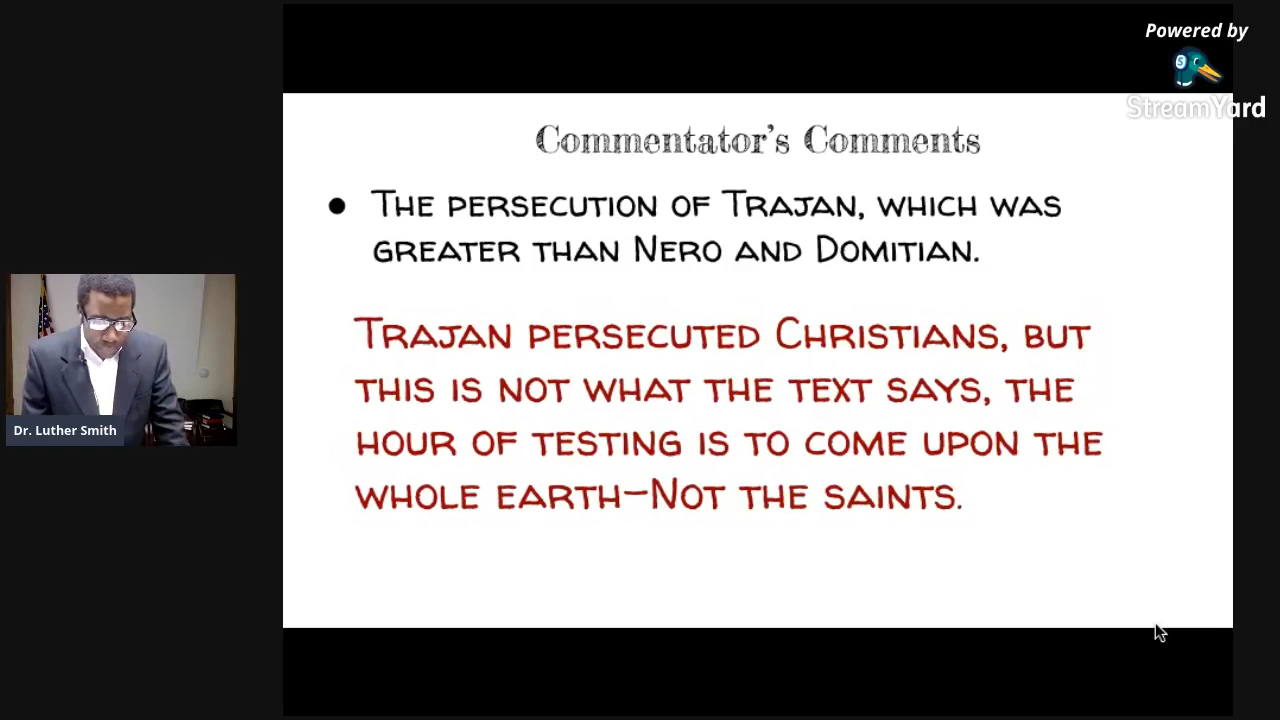 Powered by
StreamYard
Commentator's Comments
● The persecution of Trajan, which was
greater than Nero and Domitian.
Trajan persecuted Christians, but
this is not what the text says, the
hour of testing is to come upon the
whole earth—Not the saints.
Dr. Luther Smith